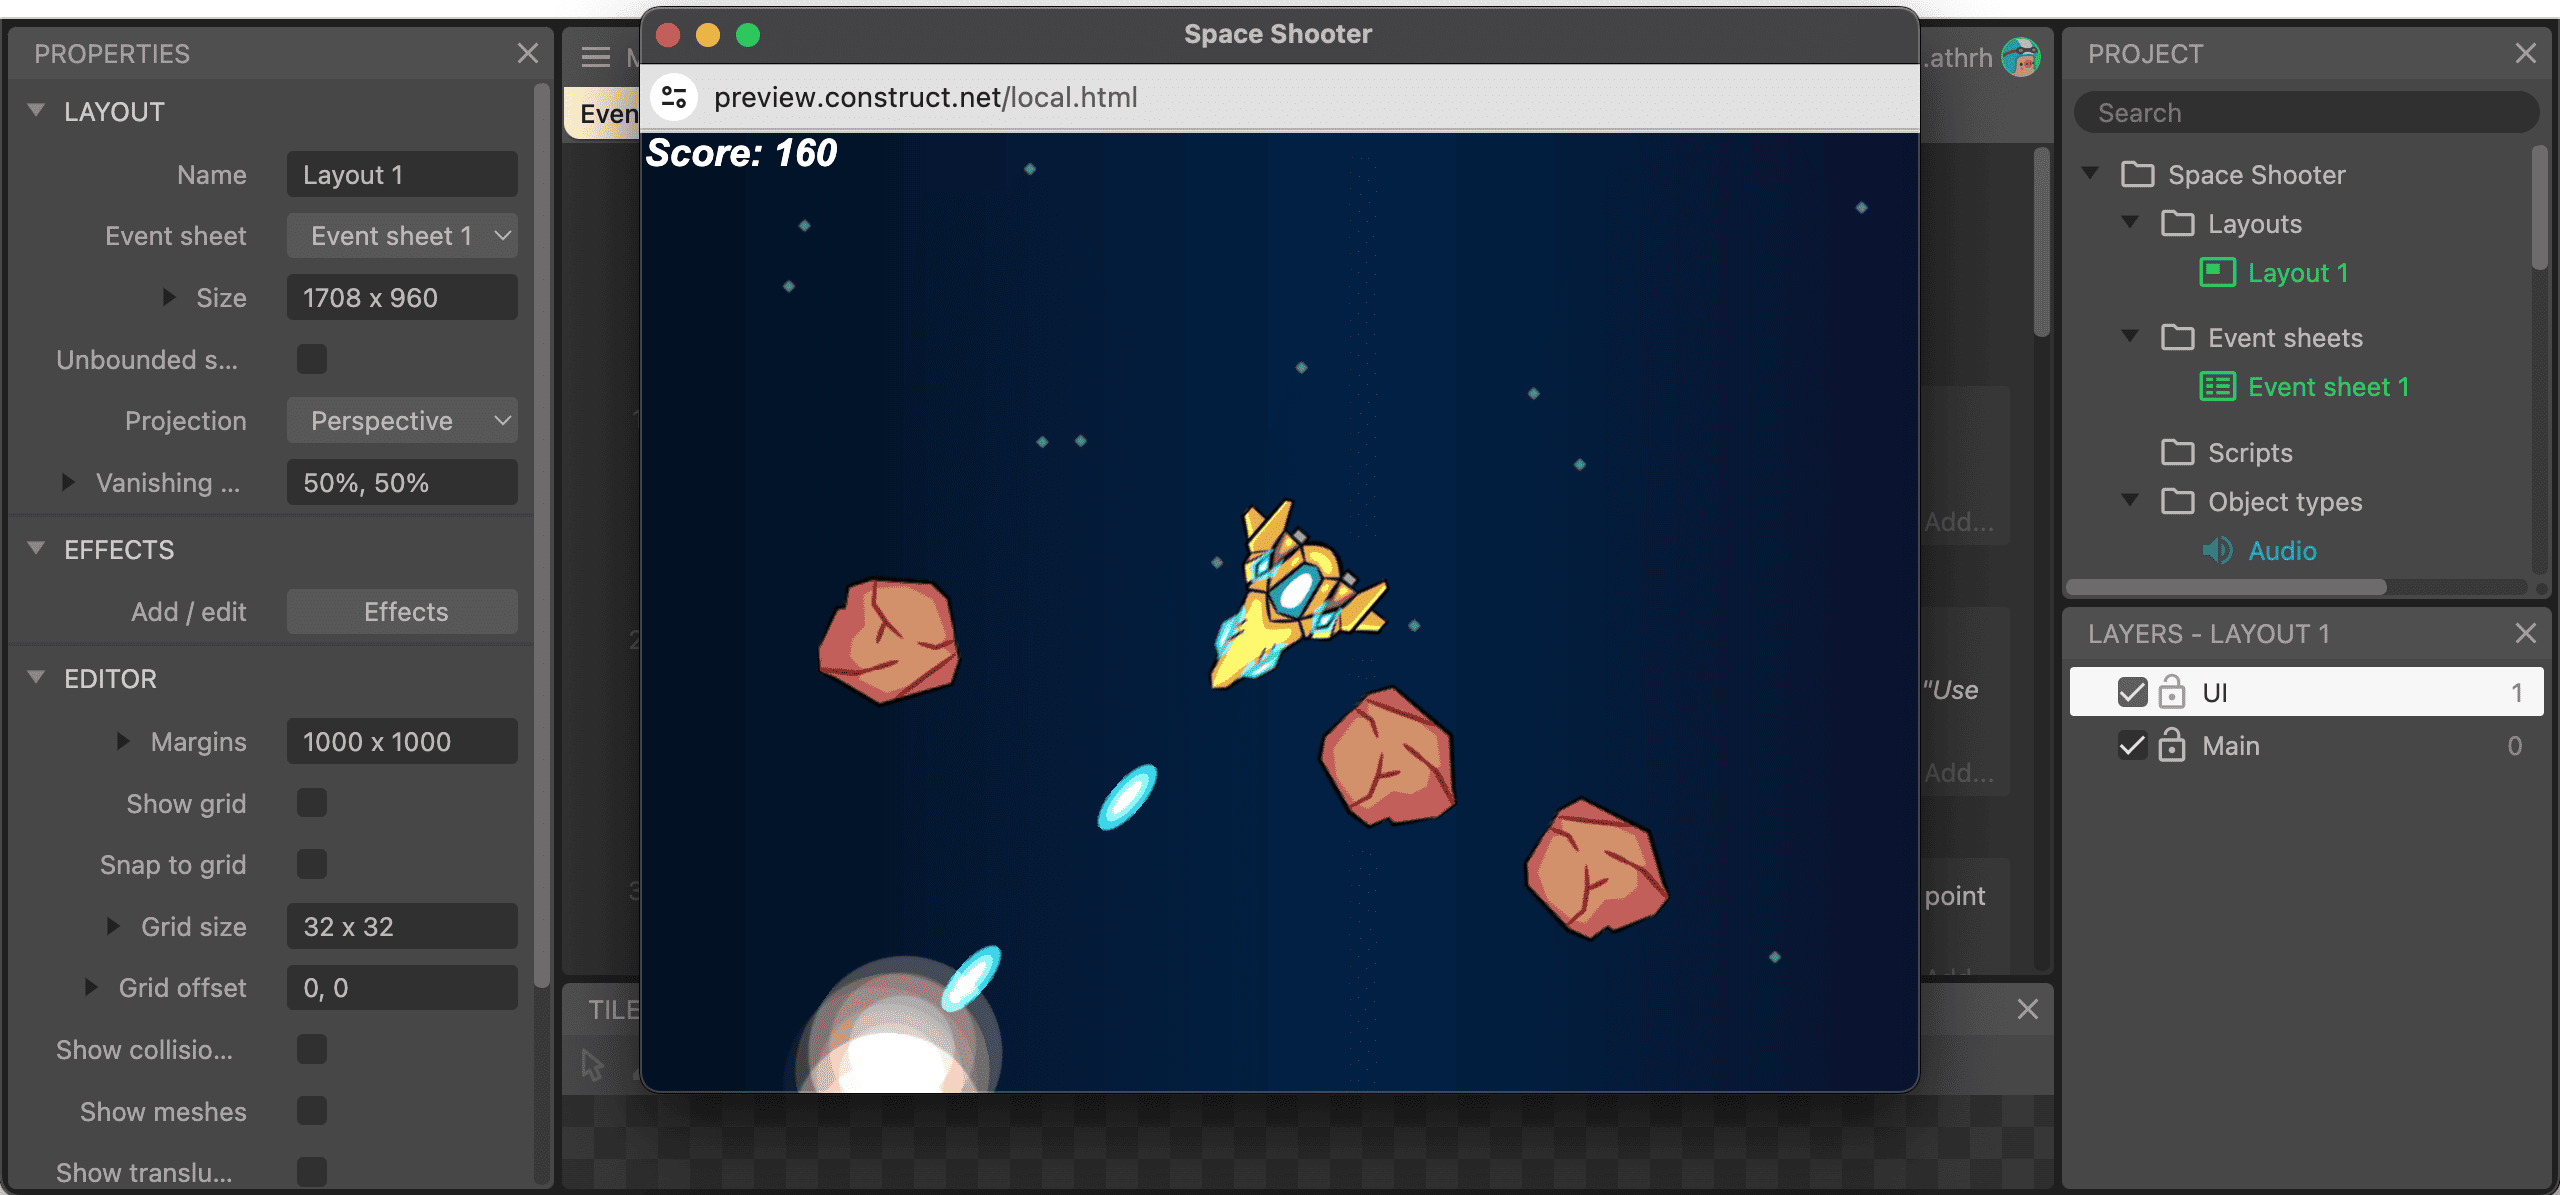 PROPERTIES
LAYOUT
Name
Layout 1
Event sheet
Event sheet 1
Size
1708 x 960
Unbounded s...
Projection
Perspective
Vanishing ...
50%, 50%
EFFECTS
Add / edit
Effects
EDITOR
Margins
1000 x 1000
Show grid
Snap to grid
Grid size
32 x 32
Grid offset
0, 0
Show collisio...
Show meshes
Show translu...
M
Even
1
2
3
TILE
Space Shooter
preview.construct.net/local.html
Score: 160
.athrh
Add...
"Use
Add...
point
Add
PROJECT
Search
Space Shooter
Layouts
Layout 1
Event sheets
Event sheet 1
Scripts
Object types
Audio
LAYERS - LAYOUT 1
UI
1
Main
0